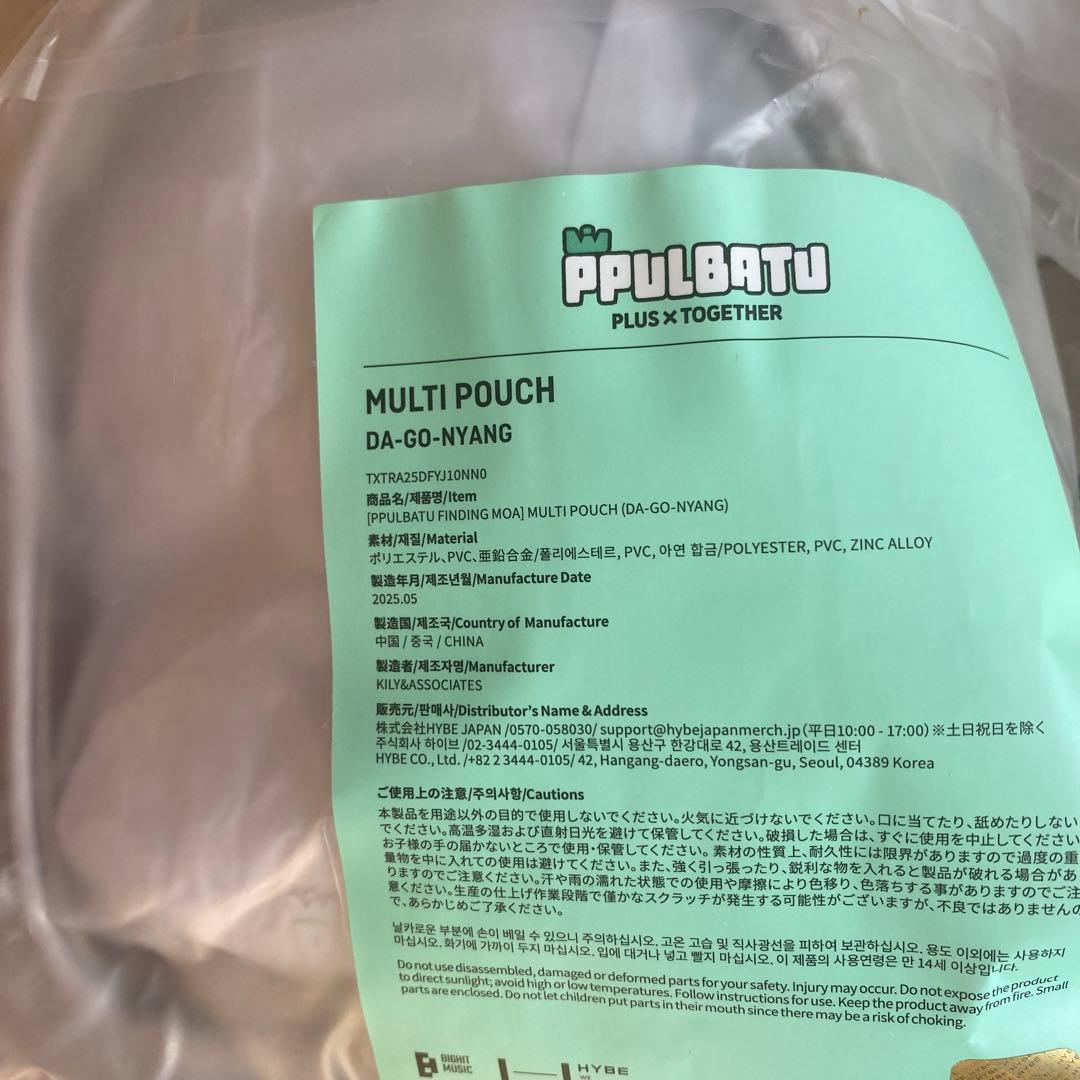 PPULBATU
PLUS × TOGETHER
MULTI POUCH
DA-GO-NYANG
TXTRA25DFYJ10NN0
商品名/제품명/Item
[PPULBATU FINDING MOA] MULTI POUCH (DA-GO-NYANG)
素材/재질/Material
ポリエステル、PVC、亜鉛合金/폴리에스테르, PVC, 아연 합금/POLYESTER, PVC, ZINC ALLOY
製造年月/제조년월/Manufacture Date
2025.05
製造国/제조국/Country of Manufacture
中国 / 중국 / CHINA
製造者/제조자명/Manufacturer
KILY&ASSOCIATES
販売元/판매사/Distributor's Name & Address
株式会社HYBE JAPAN /0570-058030/ support@hybejapanmerch.jp (平日10:00 - 17:00) ※土日祝日を除く
주식회사 하이브 /02-3444-0105/ 서울특별시 용산구 한강대로 42, 용산트레이드 센터
HYBE CO., Ltd. /+82 2 3444-0105/ 42, Hangang-daero, Yongsan-gu, Seoul, 04389 Korea
ご使用上の注意/주의사항/Cautions
本製品を用途以外の目的で使用しないでください。火気に近づけないでください。口に当てたり、舐めたりしない
でください。高温多湿および直射日光を避けて保管してください。破損した場合は、すぐに使用を中止してください
お子様の手の届かないところで使用・保管してください。素材の性質上、耐久性には限界がありますので過度の重
量物を中に入れての使用は避けてください。また、強く引っ張ったり、鋭利な物を入れると製品が破れる場合があ
りますのでご注意ください。汗や雨の濡れた状態での使用や摩擦により色移り、色落ちする事がありますのでご注
意ください。生産の仕上げ作業段階で僅かなスクラッチが発生する可能性がございますが、不良ではありませんの
で、あらかじめご了承ください。
날카로운 부분에 손이 베일 수 있으니 주의하십시오. 고온 고습 및 직사광선을 피하여 보관하십시오. 용도 이외에는 사용하지
마십시오. 화기에 가까이 두지 마십시오. 입에 대거나 넣고 빨지 마십시오. 이 제품의 사용연령은 만 14세 이상입니다.
Do not use disassembled, damaged or deformed parts for your safety. Injury may occur. Do not expose the product
to direct sunlight; avoid high or low temperatures. Follow instructions for use. Keep the product away from fire. Small
parts are enclosed. Do not let children put parts in their mouth since there may be a risk of choking.
BIGHIT
MUSIC
HYBE
WE